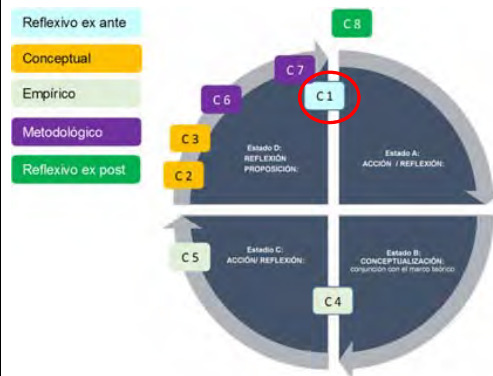 Reflexivo ex ante
Conceptual
Empírico
Metodológico
Reflexivo ex post
C 8
C 7
C 1
C 6
C 3
C 2
Estado D:
REFLEXIÓN
PROPOSICIÓN:
Estado A:
ACCIÓN / REFLEXIÓN:
C 5
Estadio C:
ACCIÓN/ REFLEXIÓN:
Estado B:
CONCEPTUALIZACIÓN:
conjunción con el marco teórico
C 4